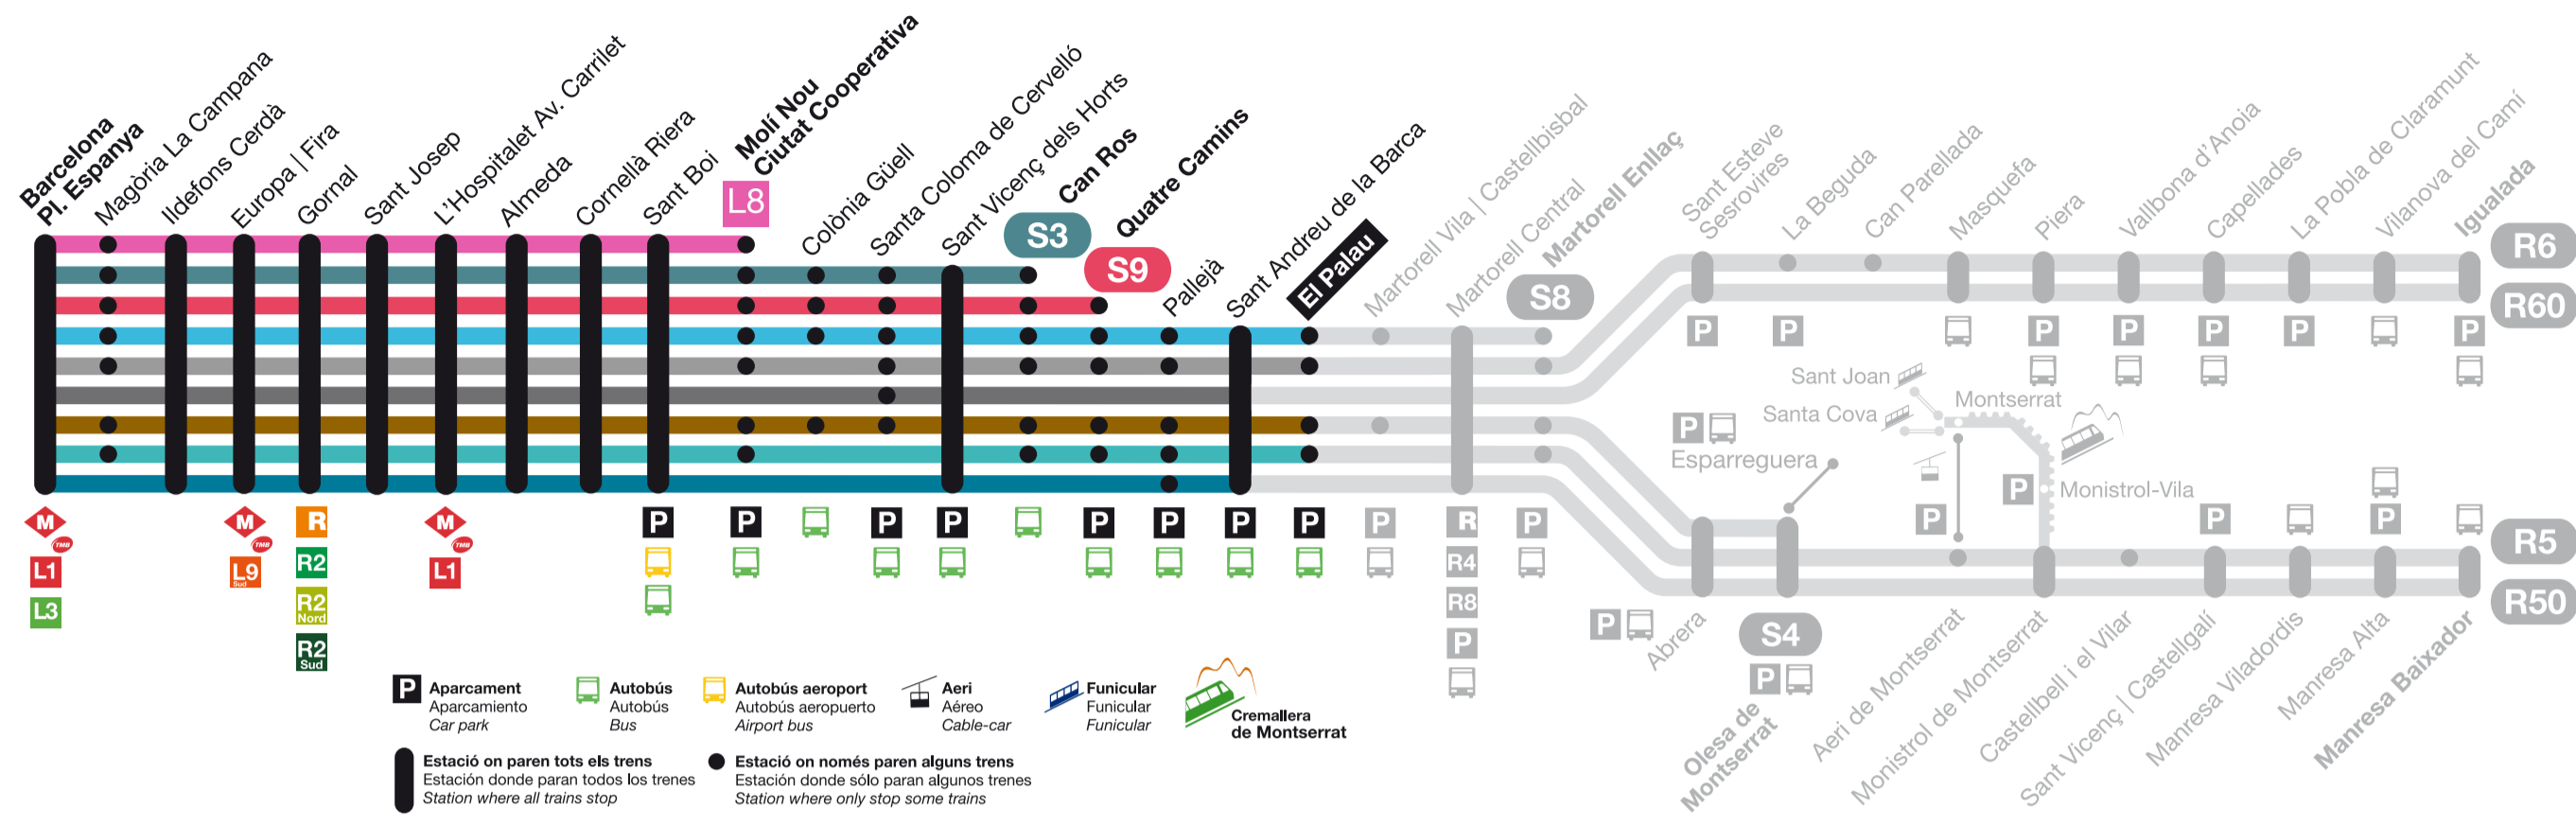 Barcelona
Pl. Espanya
Magòria La Campana
Ildefons Cerdà
Europa | Fira
Gornal
Sant Josep
L'Hospitalet Av. Carrilet
Almeda
Cornellà Riera
Sant Boi
Molí Nou
Ciutat Cooperativa
L8
Colònia Güell
Santa Coloma de Cervelló
Sant Vicenç dels Horts
Can Ros
S3
Quatre Camins
S9
Pallejà
Sant Andreu de la Barca
El Palau
Martorell Vila | Castellbisbal
Martorell Central
Martorell Enllaç
S8
Sant Esteve
Sesrovires
La Beguda
Can Parellada
Masquefa
Piera
Vallbona d'Anoia
Capellades
La Pobla de Claramunt
Vilanova del Camí
Igualada
R6
R60
P
P
P
P
P
P
P
Sant Joan
Santa Cova
Montserrat
P
Esparreguera
P
P
Monistrol-Vila
P
P
R5
R50
M
TMB
L1
L3
M
TMB
L9
Sud
R
R2
R2
Nord
R2
Sud
M
TMB
L1
P
P
P
P
P
P
P
P
P
R
R4
R8
P
P
P
Abrera
S4
P
Olesa de
Montserrat
Aeri de Montserrat
Monistrol de Montserrat
Castellbell i el Vilar
Sant Vicenç | Castellgalí
Manresa Viladordis
Manresa Alta
Manresa Baixador
P
Aparcament
Aparcamiento
Car park
Autobús
Autobús
Bus
Autobús aeroport
Autobús aeropuerto
Airport bus
Aeri
Aéreo
Cable-car
Funicular
Funicular
Funicular
Cremallera
de Montserrat
Estació on paren tots els trens
Estación donde paran todos los trenes
Station where all trains stop
Estació on només paren alguns trens
Estación donde sólo paran algunos trenes
Station where only stop some trains